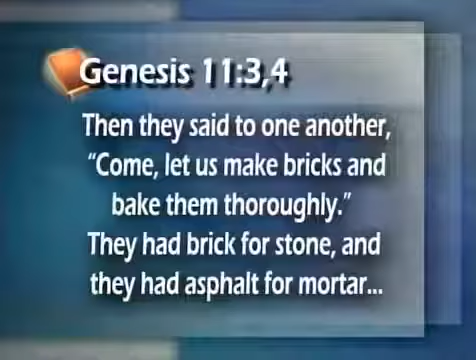 Genesis 11:3,4
Then they said to one another,
“Come, let us make bricks and
bake them thoroughly.”
They had brick for stone, and
they had asphalt for mortar...